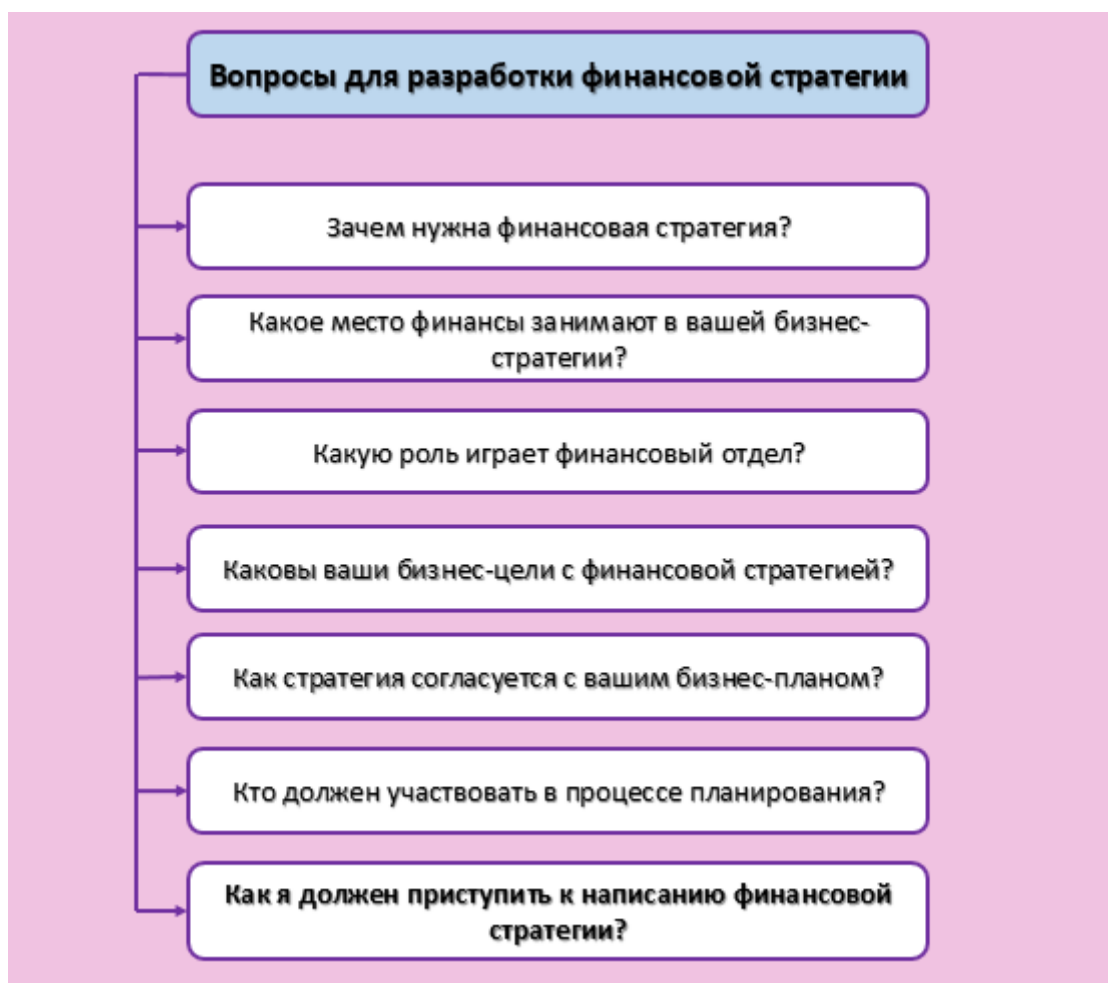 Вопросы для разработки финансовой стратегии
Зачем нужна финансовая стратегия?
Какое место финансы занимают в вашей бизнес-
стратегии?
Какую роль играет финансовый отдел?
Каковы ваши бизнес-цели с финансовой стратегией?
Как стратегия согласуется с вашим бизнес-планом?
Кто должен участвовать в процессе планирования?
Как я должен приступить к написанию финансовой
стратегии?